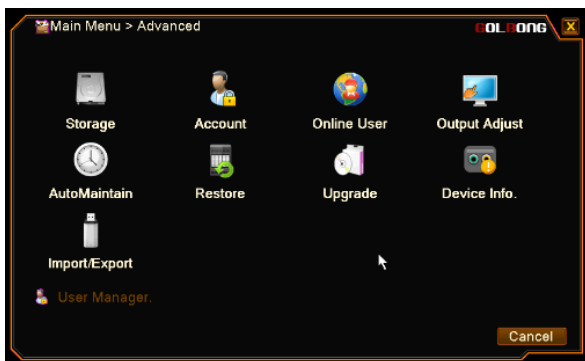 Main Menu > Advanced
GOLBONG
X
Storage
Account
Online User
Output Adjust
AutoMaintain
Restore
Upgrade
Device Info.
Import/Export
User Manager.
Cancel